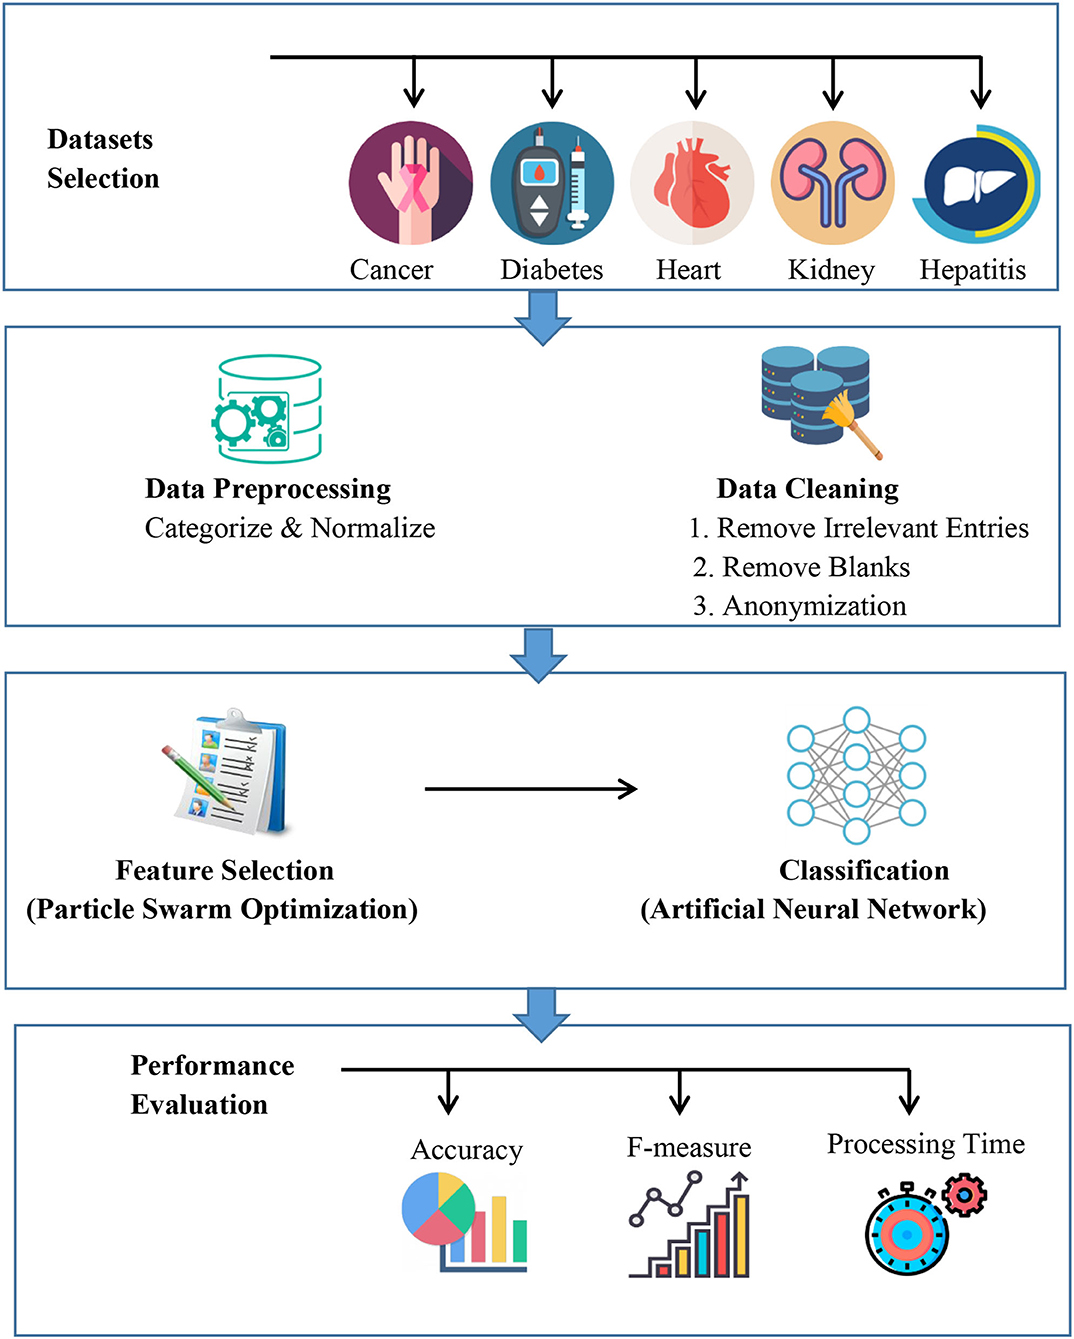 Datasets
Selection
Cancer
Diabetes
Heart
Kidney
Hepatitis
Data Preprocessing
Categorize & Normalize
Data Cleaning
1. Remove Irrelevant Entries
2. Remove Blanks
3. Anonymization
Feature Selection
(Particle Swarm Optimization)
Classification
(Artificial Neural Network)
Performance
Evaluation
Accuracy
F-measure
Processing Time